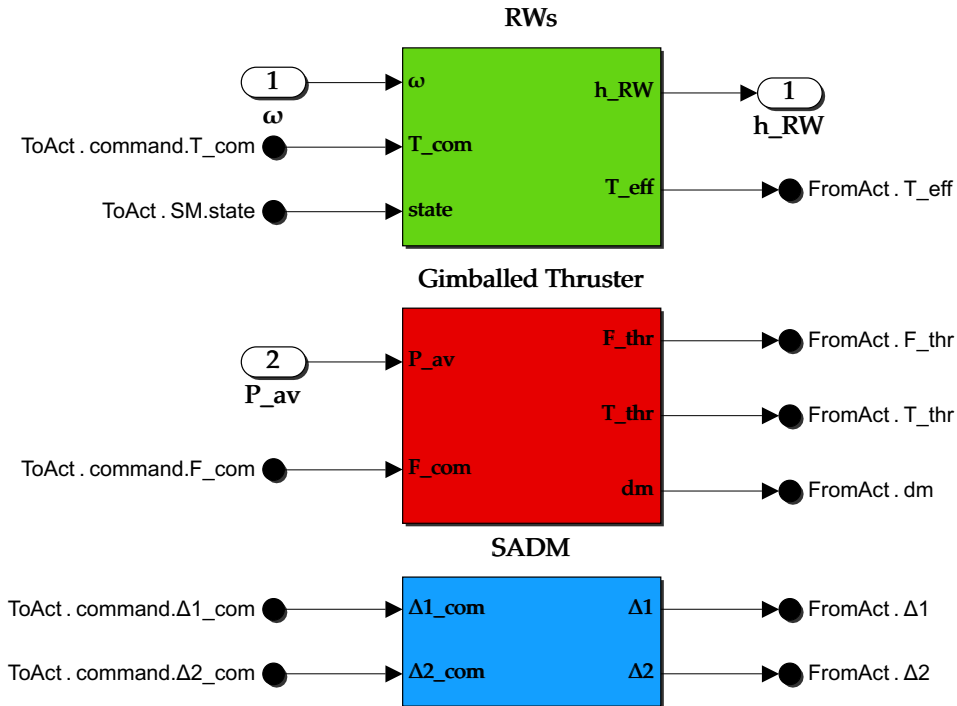 RWs
1
ω
ToAct . command.T_com
ToAct . SM.state
ω
T_com
state
h_RW
T_eff
1
h_RW
FromAct . T_eff
Gimballed Thruster
2
P_av
ToAct . command.F_com
P_av
F_com
F_thr
T_thr
dm
FromAct . F_thr
FromAct . T_thr
FromAct . dm
SADM
ToAct . command.Δ1_com
ToAct . command.Δ2_com
Δ1_com
Δ2_com
Δ1
Δ2
FromAct . Δ1
FromAct . Δ2